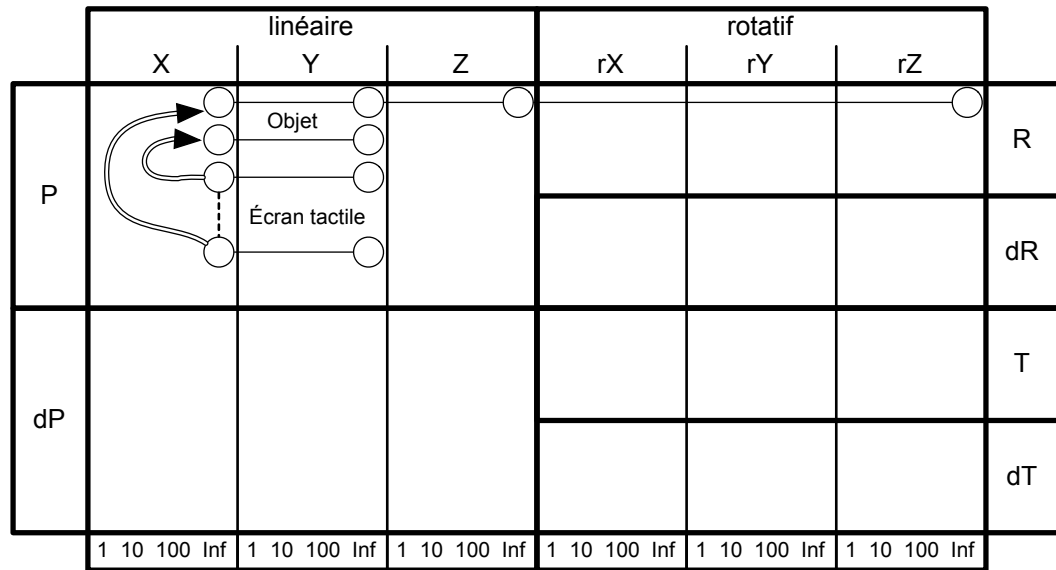 linéaire rotatif
X Y Z rX rY rZ
Objet
R
P
Écran tactile
dR
T
dP
dT
1 10 100 Inf 1 10 100 Inf 1 10 100 Inf 1 10 100 Inf 1 10 100 Inf 1 10 100 Inf